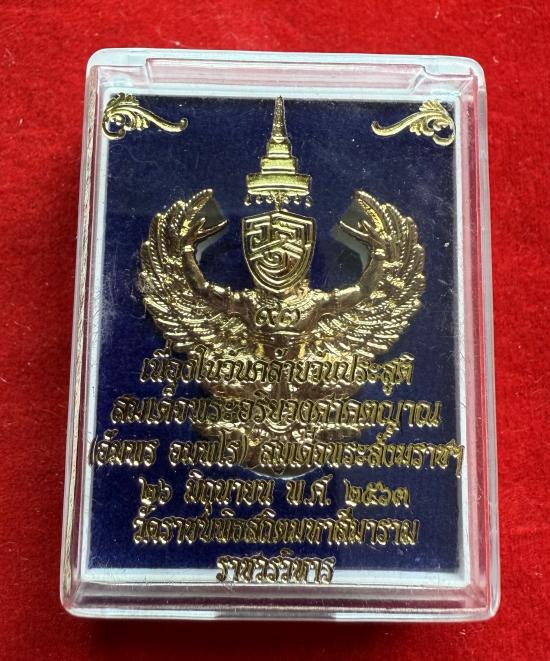 ๙๓
เนื่องในวันคล้ายวันประสูติ
สมเด็จพระอริยวงศาคตญาณ
(อัมพร อมฺพโร) สมเด็จพระสังฆราชฯ
๒๖ มิถุนายน พ.ศ. ๒๕๖๓
วัดราชบพิธสถิตมหาสีมาราม
ราชวรวิหาร